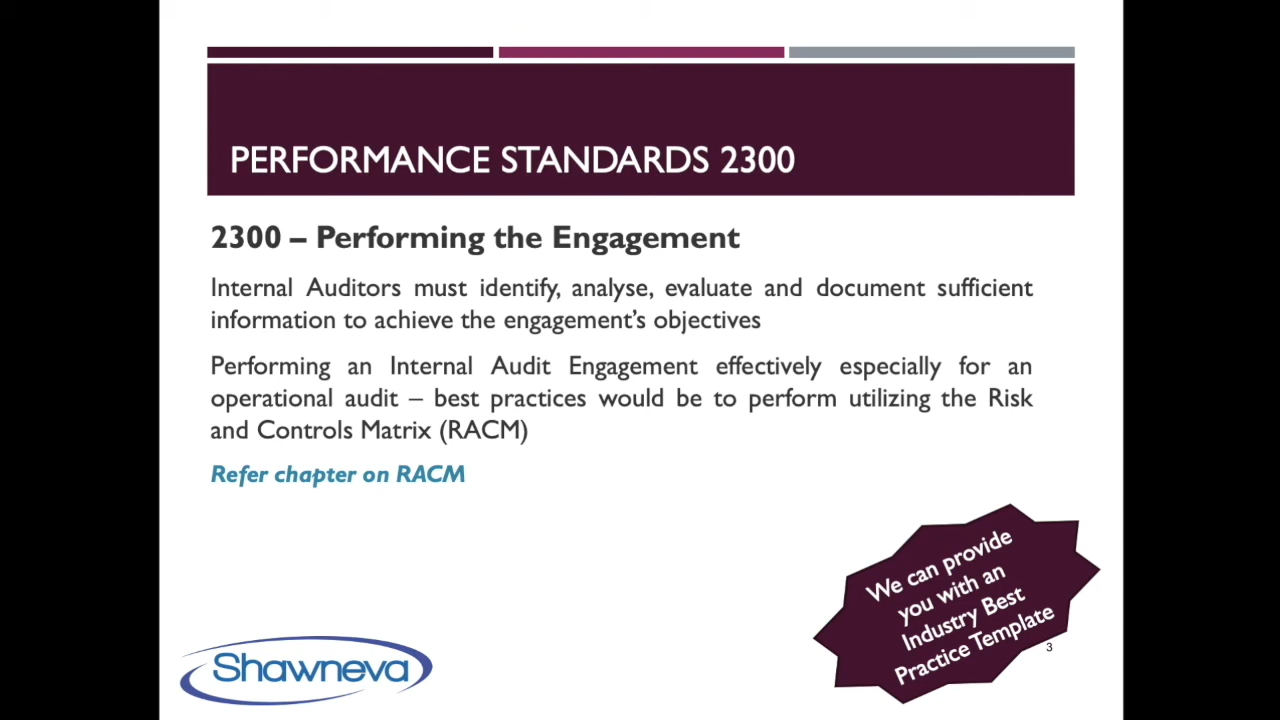 PERFORMANCE STANDARDS 2300
2300 – Performing the Engagement
Internal Auditors must identify, analyse, evaluate and document sufficient
information to achieve the engagement’s objectives
Performing an Internal Audit Engagement effectively especially for an
operational audit – best practices would be to perform utilizing the Risk
and Controls Matrix (RACM)
Refer chapter on RACM
We can provide
you with an
Industry Best
Practice Template
3
Shawneva